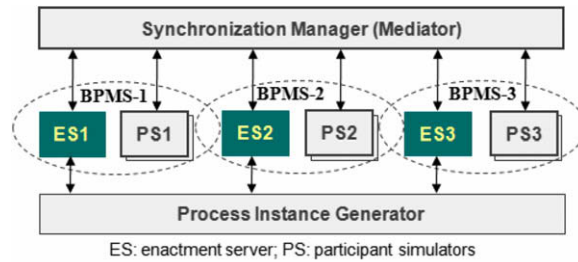 Synchronization Manager (Mediator)
BPMS-1 BPMS-2 BPMS-3
ES1 PS1 ES2 PS2 ES3 PS3
Process Instance Generator
ES: enactment server; PS: participant simulators